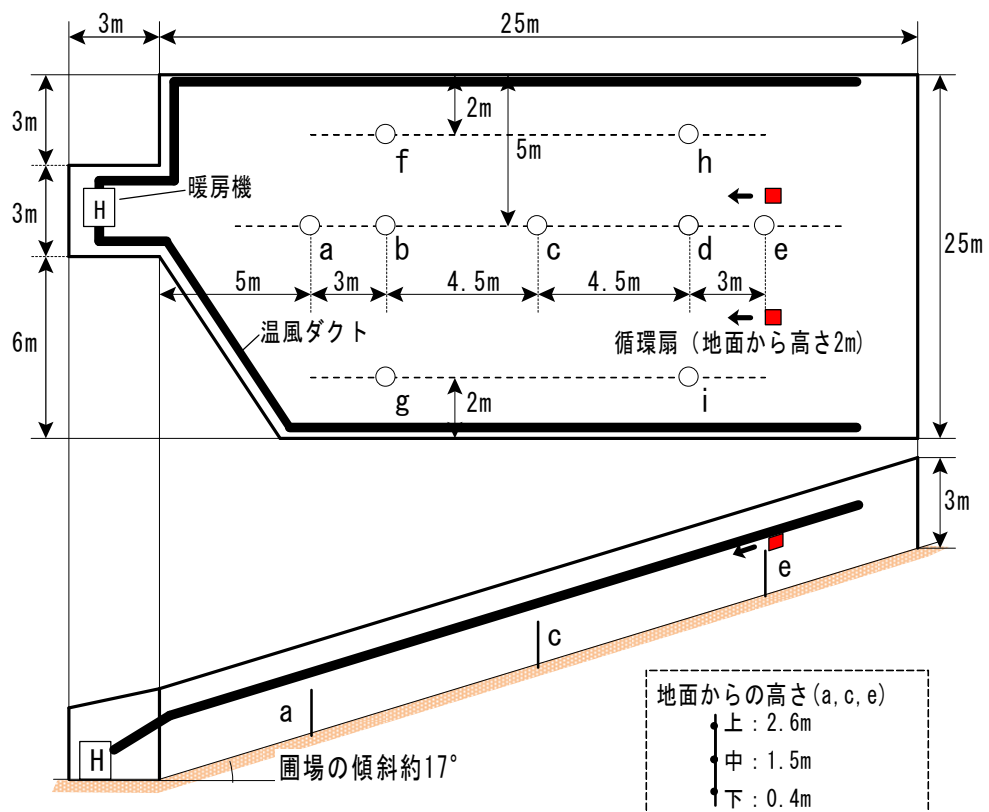 3m
25m
3m
2m
5m
f
h
暖房機
H
3m
a
b
c
d
e
25m
5m
3m
4.5m
4.5m
3m
6m
温風ダクト
循環扇（地面から高さ2m）
g
2m
i
3m
e
c
a
地面からの高さ(a,c,e)
上：2.6m
中：1.5m
下：0.4m
H
圃場の傾斜約17°